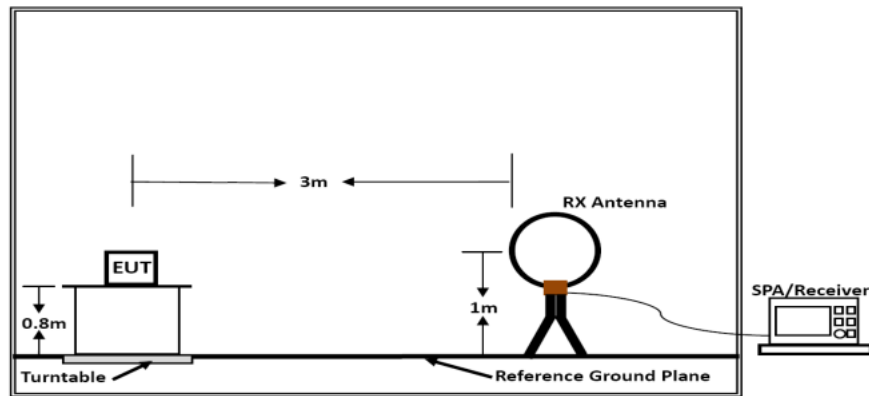 3m
RX Antenna
EUT
SPA/Receiver
0.8m
1m
Turntable
Reference Ground Plane